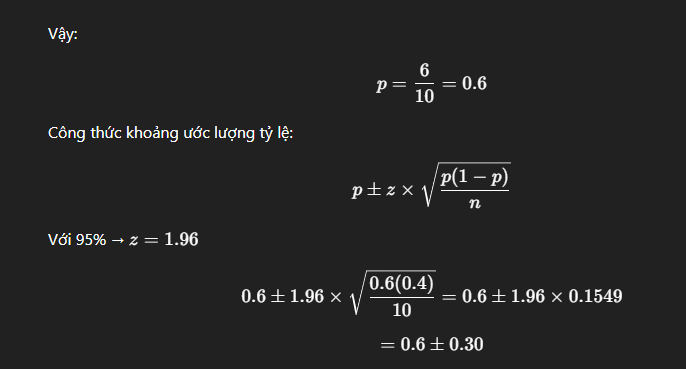 Vậy:
p = 6/10 = 0.6
Công thức khoảng ước lượng tỷ lệ:
p ± z × √(p(1 − p)/n)
Với 95% → z = 1.96
0.6 ± 1.96 × √(0.6(0.4)/10) = 0.6 ± 1.96 × 0.1549
= 0.6 ± 0.30